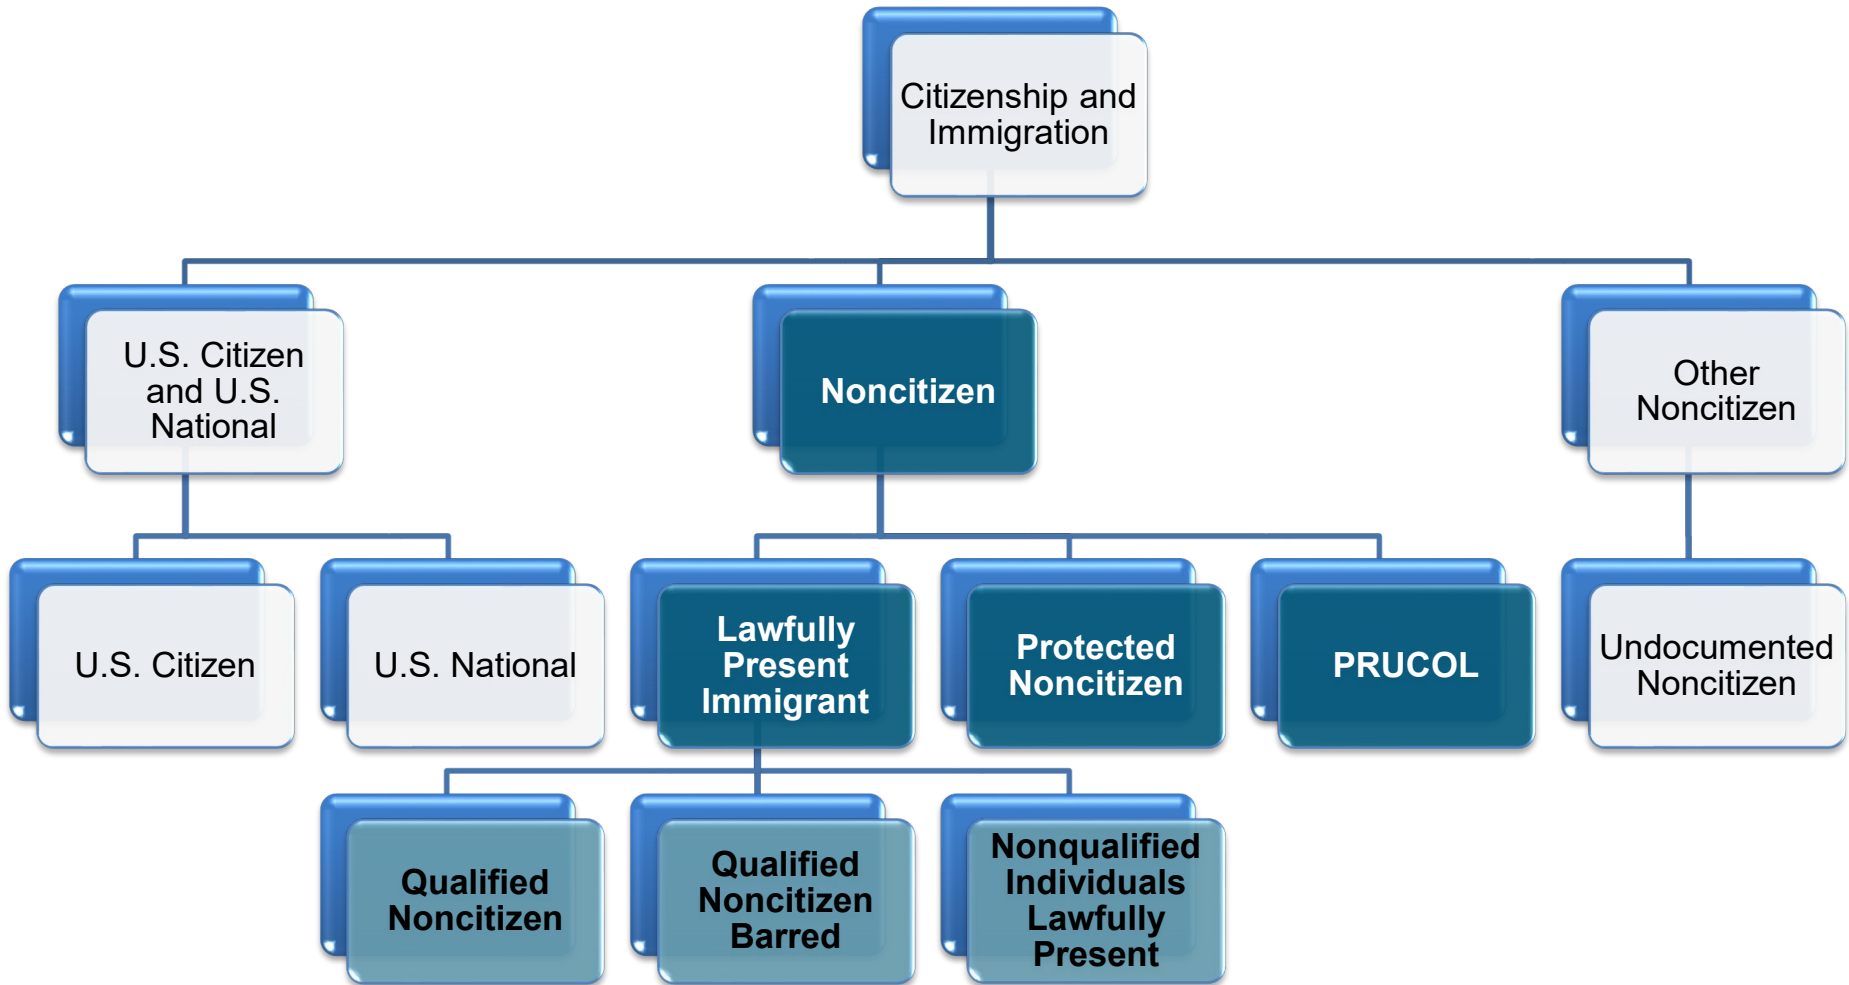 Citizenship and
Immigration
U.S. Citizen
and U.S.
National
Noncitizen
Other
Noncitizen
U.S. Citizen
U.S. National
Lawfully
Present
Immigrant
Protected
Noncitizen
PRUCOL
Undocumented
Noncitizen
Qualified
Noncitizen
Qualified
Noncitizen
Barred
Nonqualified
Individuals
Lawfully
Present